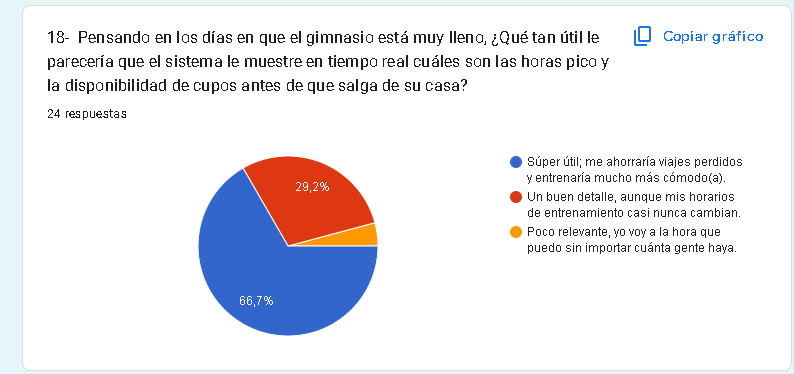 18-  Pensando en los días en que el gimnasio está muy lleno, ¿Qué tan útil le
parecería que el sistema le muestre en tiempo real cuáles son las horas pico y
la disponibilidad de cupos antes de que salga de su casa?
Copiar gráfico
24 respuestas
29,2%
66,7%
Súper útil; me ahorraría viajes perdidos
y entrenaría mucho más cómodo(a).
Un buen detalle, aunque mis horarios
de entrenamiento casi nunca cambian.
Poco relevante, yo voy a la hora que
puedo sin importar cuánta gente haya.